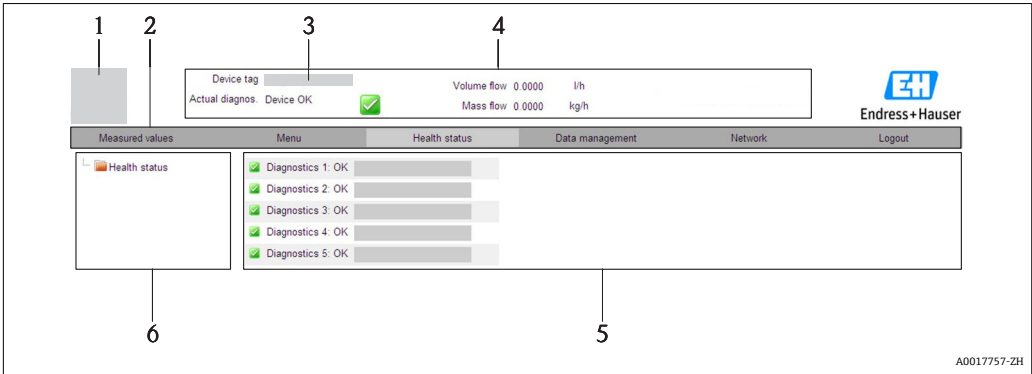 1 2 3 4
Device tag
Volume flow 0.0000 l/h
Actual diagnos. Device OK
Mass flow 0.0000 kg/h
EH
Endress+Hauser
Measured values Menu Health status Data management Network Logout
Health status
Diagnostics 1: OK
Diagnostics 2: OK
Diagnostics 3: OK
Diagnostics 4: OK
Diagnostics 5: OK
6 5
A0017757-ZH